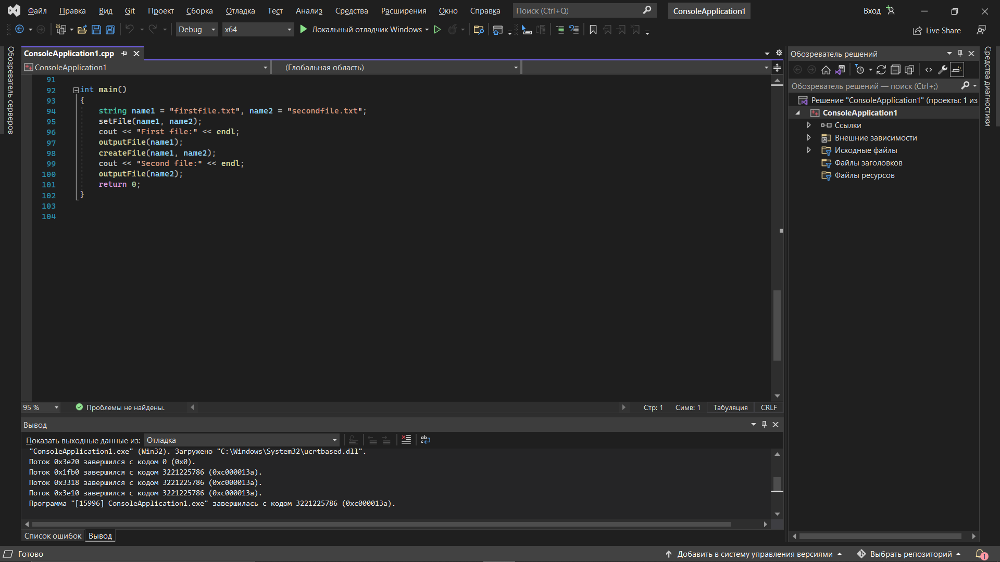 Файл Правка Вид Git Проект Сборка Отладка Тест Анализ Средства Расширения Окно Справка Поиск (Ctrl+Q) ConsoleApplication1 Вход
Debug x64 Локальный отладчик Windows Live Share
Обозреватель серверов
ConsoleApplication1.cpp
ConsoleApplication1 (Глобальная область)
91
92 int main()
93 {
94 string name1 = "firstfile.txt", name2 = "secondfile.txt";
95 setFile(name1, name2);
96 cout << "First file:" << endl;
97 outputFile(name1);
98 createFile(name1, name2);
99 cout << "Second file:" << endl;
100 outputFile(name2);
101 return 0;
102 }
103
104
95 % Проблемы не найдены. Стр: 1 Симв: 1 Табуляция CRLF
Вывод
Показать выходные данные из: Отладка
"ConsoleApplication1.exe" (Win32). Загружено "C:\Windows\System32\ucrtbased.dll".
Поток 0x3e20 завершился с кодом 0 (0x0).
Поток 0x1fb0 завершился с кодом 3221225786 (0xc000013a).
Поток 0x3318 завершился с кодом 3221225786 (0xc000013a).
Поток 0x3e10 завершился с кодом 3221225786 (0xc000013a).
Программа "[15996] ConsoleApplication1.exe" завершилась с кодом 3221225786 (0xc000013a).
Список ошибок Вывод
Обозреватель решений
Обозреватель решений — поиск (Ctrl+;)
Решение "ConsoleApplication1" (проекты: 1 из
ConsoleApplication1
Ссылки
Внешние зависимости
Исходные файлы
Файлы заголовков
Файлы ресурсов
Средства диагностики
Готово Добавить в систему управления версиями Выбрать репозиторий 1